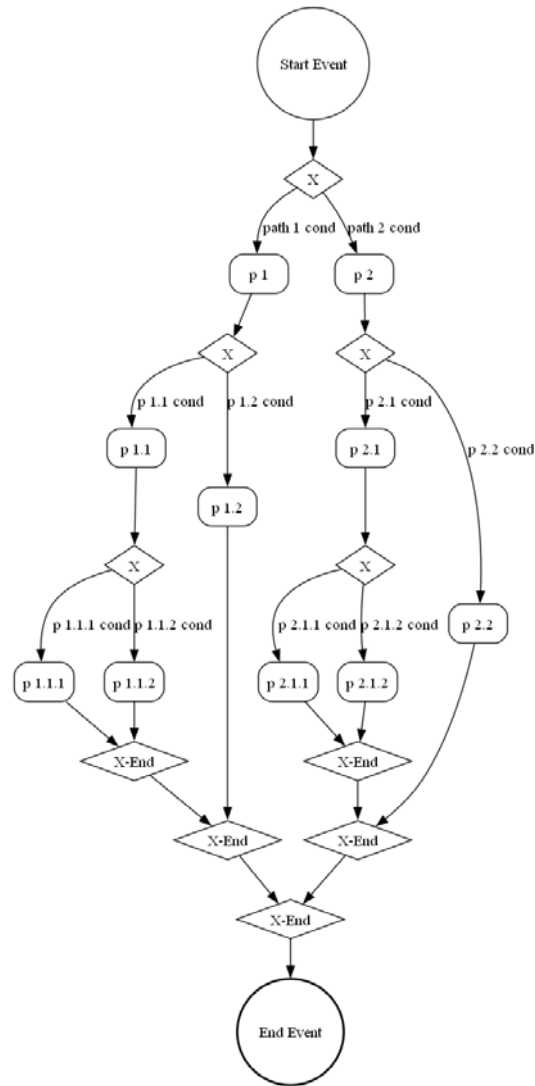 Start Event
X
path 1 cond
path 2 cond
p 1
p 2
X
X
p 1.1 cond
p 1.2 cond
p 2.1 cond
p 2.2 cond
p 1.1
p 2.1
p 1.2
X
X
p 1.1.1 cond
p 1.1.2 cond
p 2.1.1 cond
p 2.1.2 cond
p 2.2
p 1.1.1
p 1.1.2
p 2.1.1
p 2.1.2
X-End
X-End
X-End
X-End
X-End
End Event